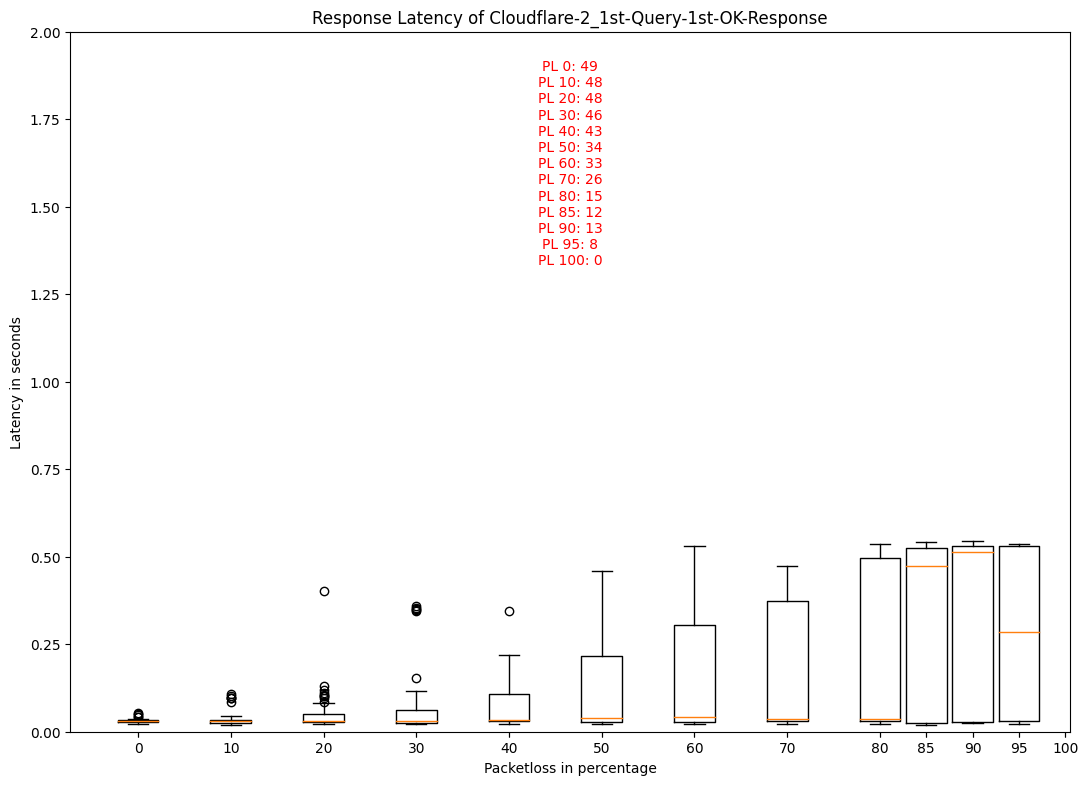 Response Latency of Cloudflare-2_1st-Query-1st-OK-Response
2.00
1.75
1.50
1.25
1.00
0.75
0.50
0.25
0.00
Latency in seconds
PL 0: 49
PL 10: 48
PL 20: 48
PL 30: 46
PL 40: 43
PL 50: 34
PL 60: 33
PL 70: 26
PL 80: 15
PL 85: 12
PL 90: 13
PL 95: 8
PL 100: 0
0 10 20 30 40 50 60 70 80 85 90 95 100
Packetloss in percentage